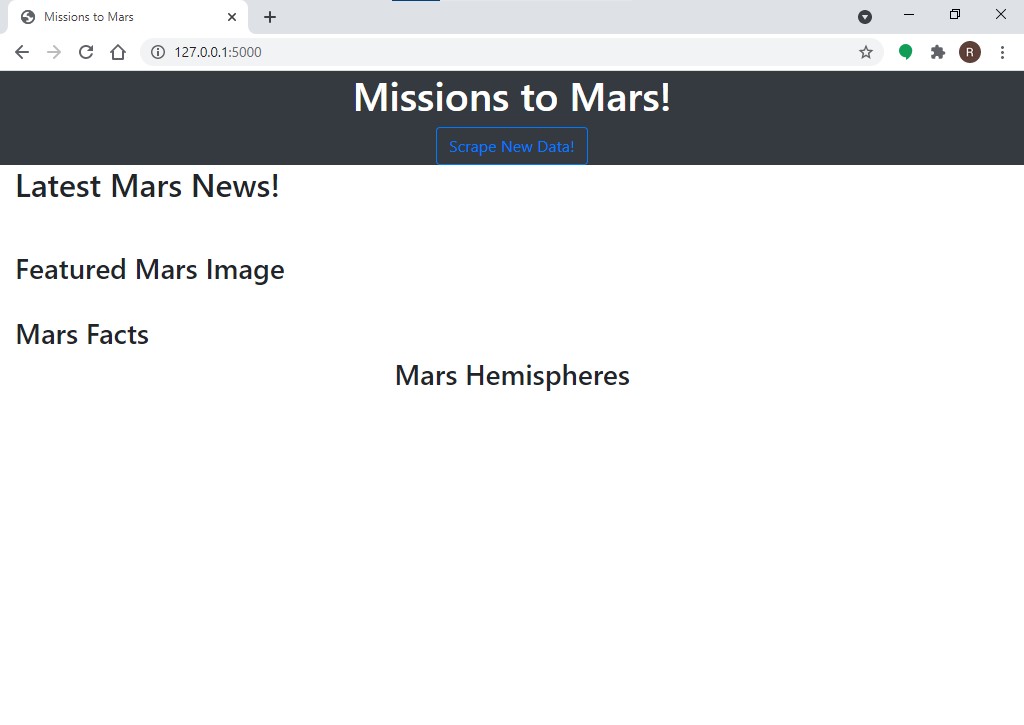 Missions to Mars
127.0.0.1:5000
R
Missions to Mars!
Scrape New Data!
Latest Mars News!
Featured Mars Image
Mars Facts
Mars Hemispheres